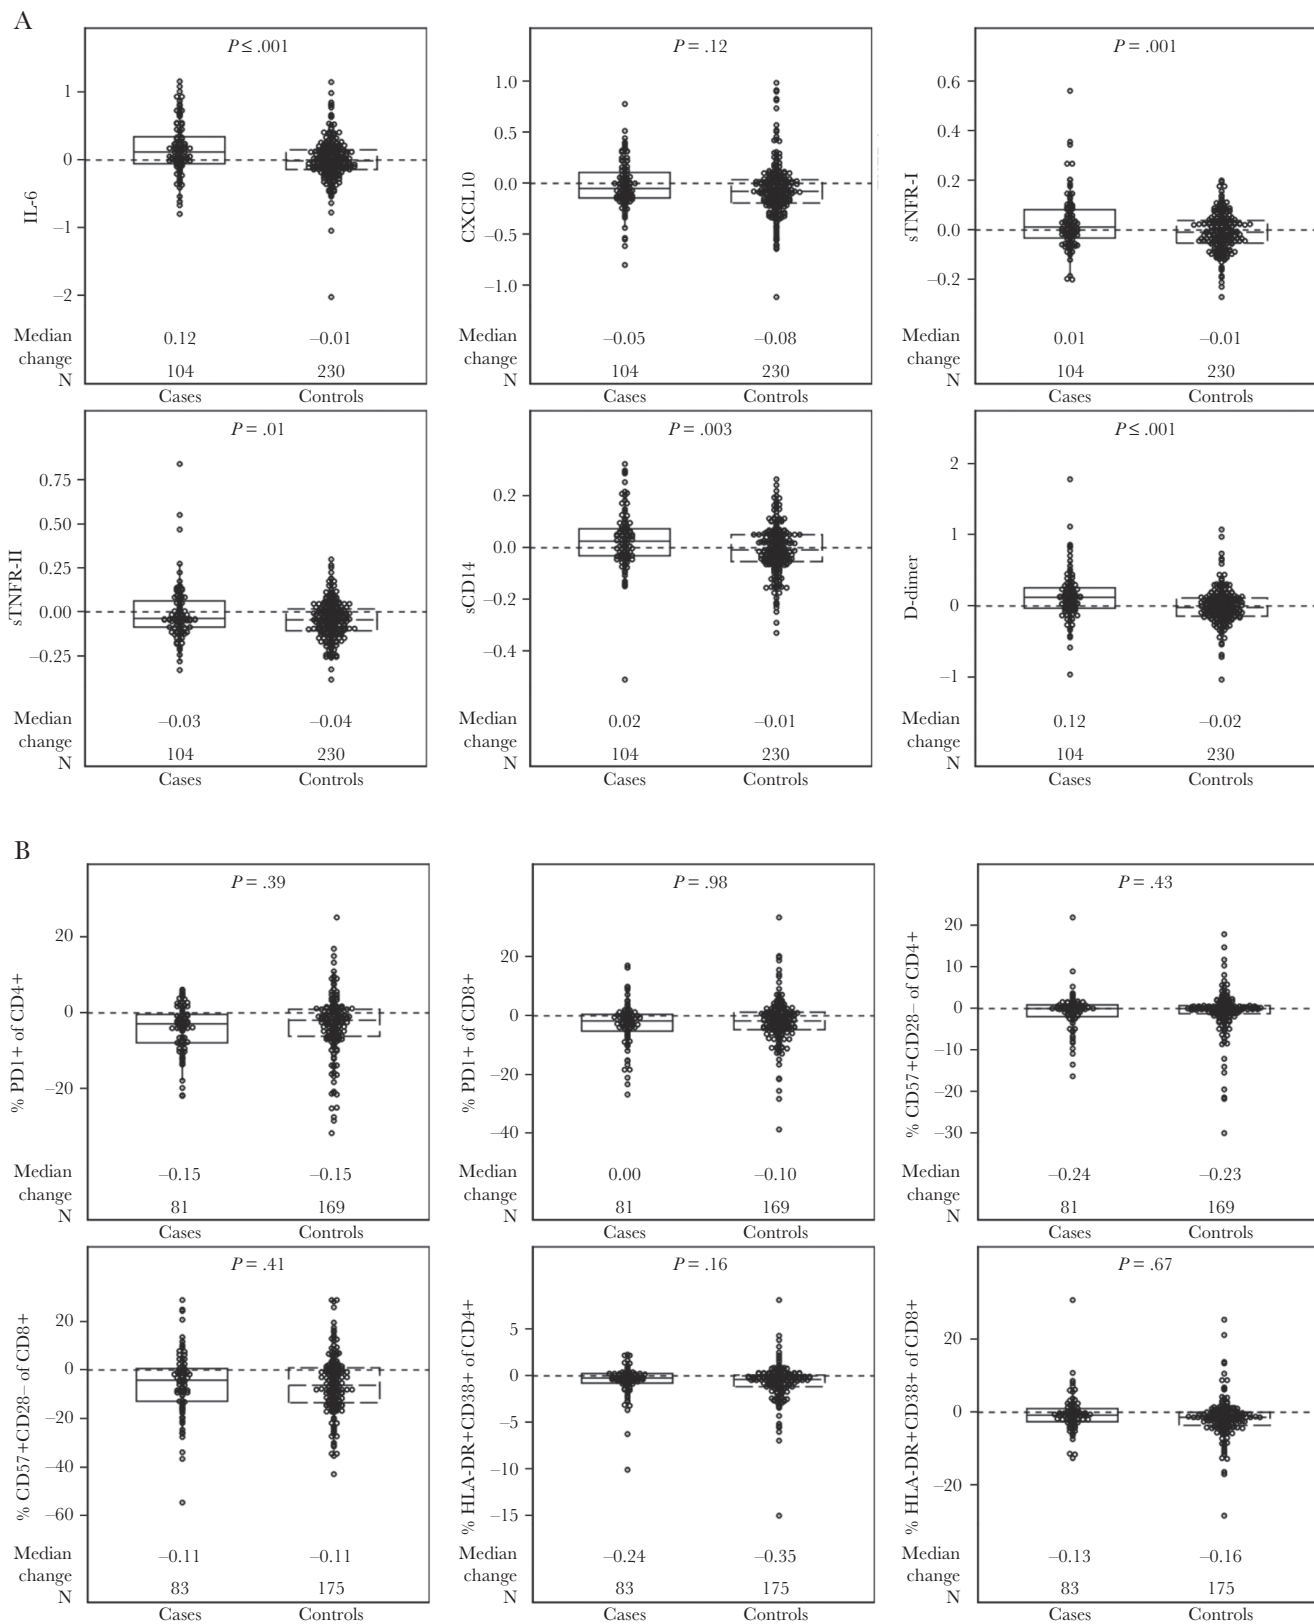 A
P ≤ .001
IL-6
1
0
–1
–2
Median change
0.12
–0.01
N
104
230
Cases
Controls
P = .12
CXCL10
1.0
0.5
0.0
–0.5
–1.0
Median change
–0.05
–0.08
N
104
230
Cases
Controls
P = .001
sTNFR-I
0.6
0.4
0.2
0.0
–0.2
Median change
0.01
–0.01
N
104
230
Cases
Controls
P = .01
sTNFR-II
0.75
0.50
0.25
0.00
–0.25
Median change
–0.03
–0.04
N
104
230
Cases
Controls
P = .003
sCD14
0.2
0.0
–0.2
–0.4
Median change
0.02
–0.01
N
104
230
Cases
Controls
P ≤ .001
D-dimer
2
1
0
–1
Median change
0.12
–0.02
N
104
230
Cases
Controls
B
P = .39
% PD1+ of CD4+
20
0
–20
Median change
–0.15
–0.15
N
81
169
Cases
Controls
P = .98
% PD1+ of CD8+
20
0
–20
–40
Median change
0.00
–0.10
N
81
169
Cases
Controls
P = .43
% CD57+CD28– of CD4+
20
10
0
–10
–20
–30
Median change
–0.24
–0.23
N
81
169
Cases
Controls
P = .41
% CD57+CD28– of CD8+
20
0
–20
–40
–60
Median change
–0.11
–0.11
N
83
175
Cases
Controls
P = .16
% HLA-DR+CD38+ of CD4+
5
0
–5
–10
–15
Median change
–0.24
–0.35
N
83
175
Cases
Controls
P = .67
% HLA-DR+CD38+ of CD8+
20
0
–20
Median change
–0.13
–0.16
N
83
175
Cases
Controls